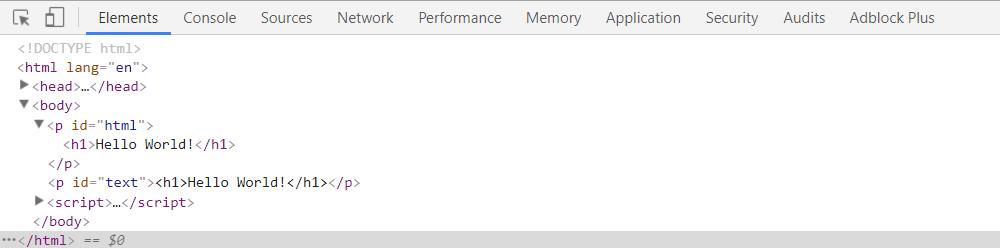 Elements Console Sources Network Performance Memory Application Security Audits Adblock Plus
<!DOCTYPE html>
<html lang="en">
<head>…</head>
<body>
<p id="html">
<h1>Hello World!</h1>
</p>
<p id="text"><h1>Hello World!</h1></p>
<script>…</script>
</body>
…</html> == $0